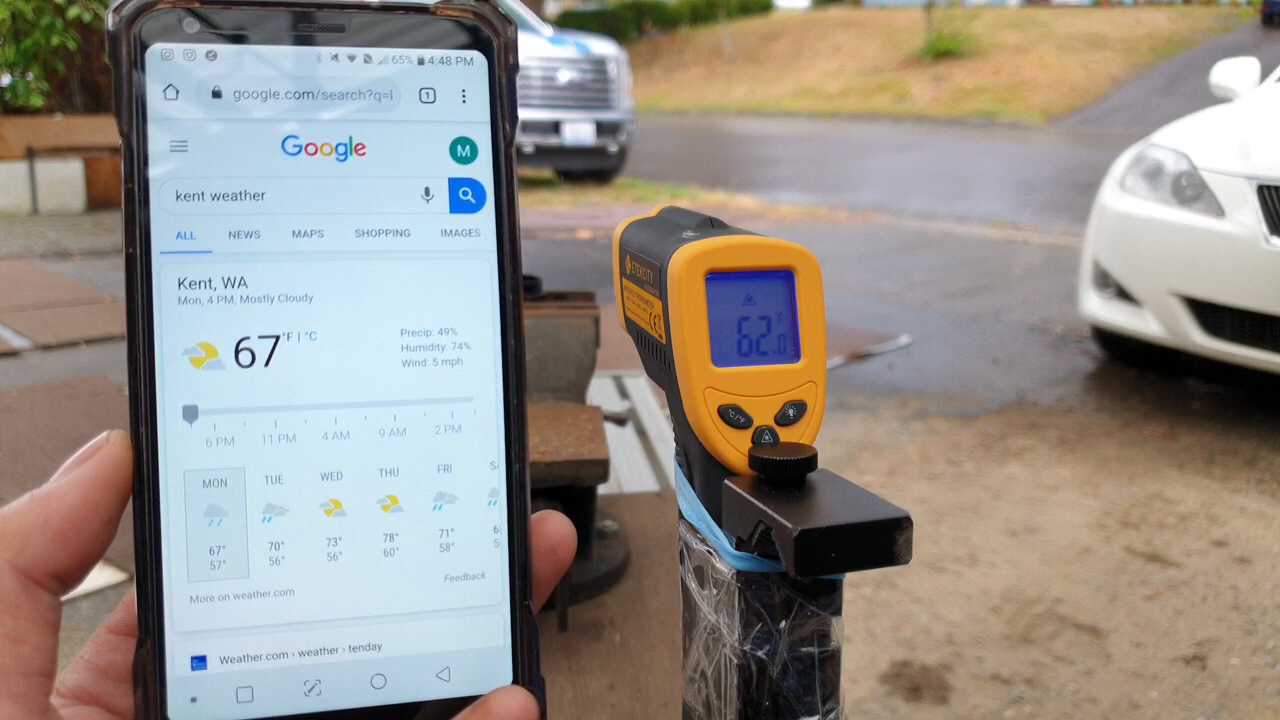 65% 4:48 PM
google.com/search?q=l
1
Google
M
kent weather
ALL NEWS MAPS SHOPPING IMAGES
Kent, WA
Mon, 4 PM, Mostly Cloudy
67 °F | °C
Precip: 49%
Humidity: 74%
Wind: 5 mph
6 PM 11 PM 4 AM 9 AM 2 PM
MON TUE WED THU FRI S
67° 70° 73° 78° 71° 6
57° 56° 56° 60° 58° 5
Feedback
More on weather.com
Weather.com › weather › tenday
ETEKCITY
CE
62.0 °F
°C/°F